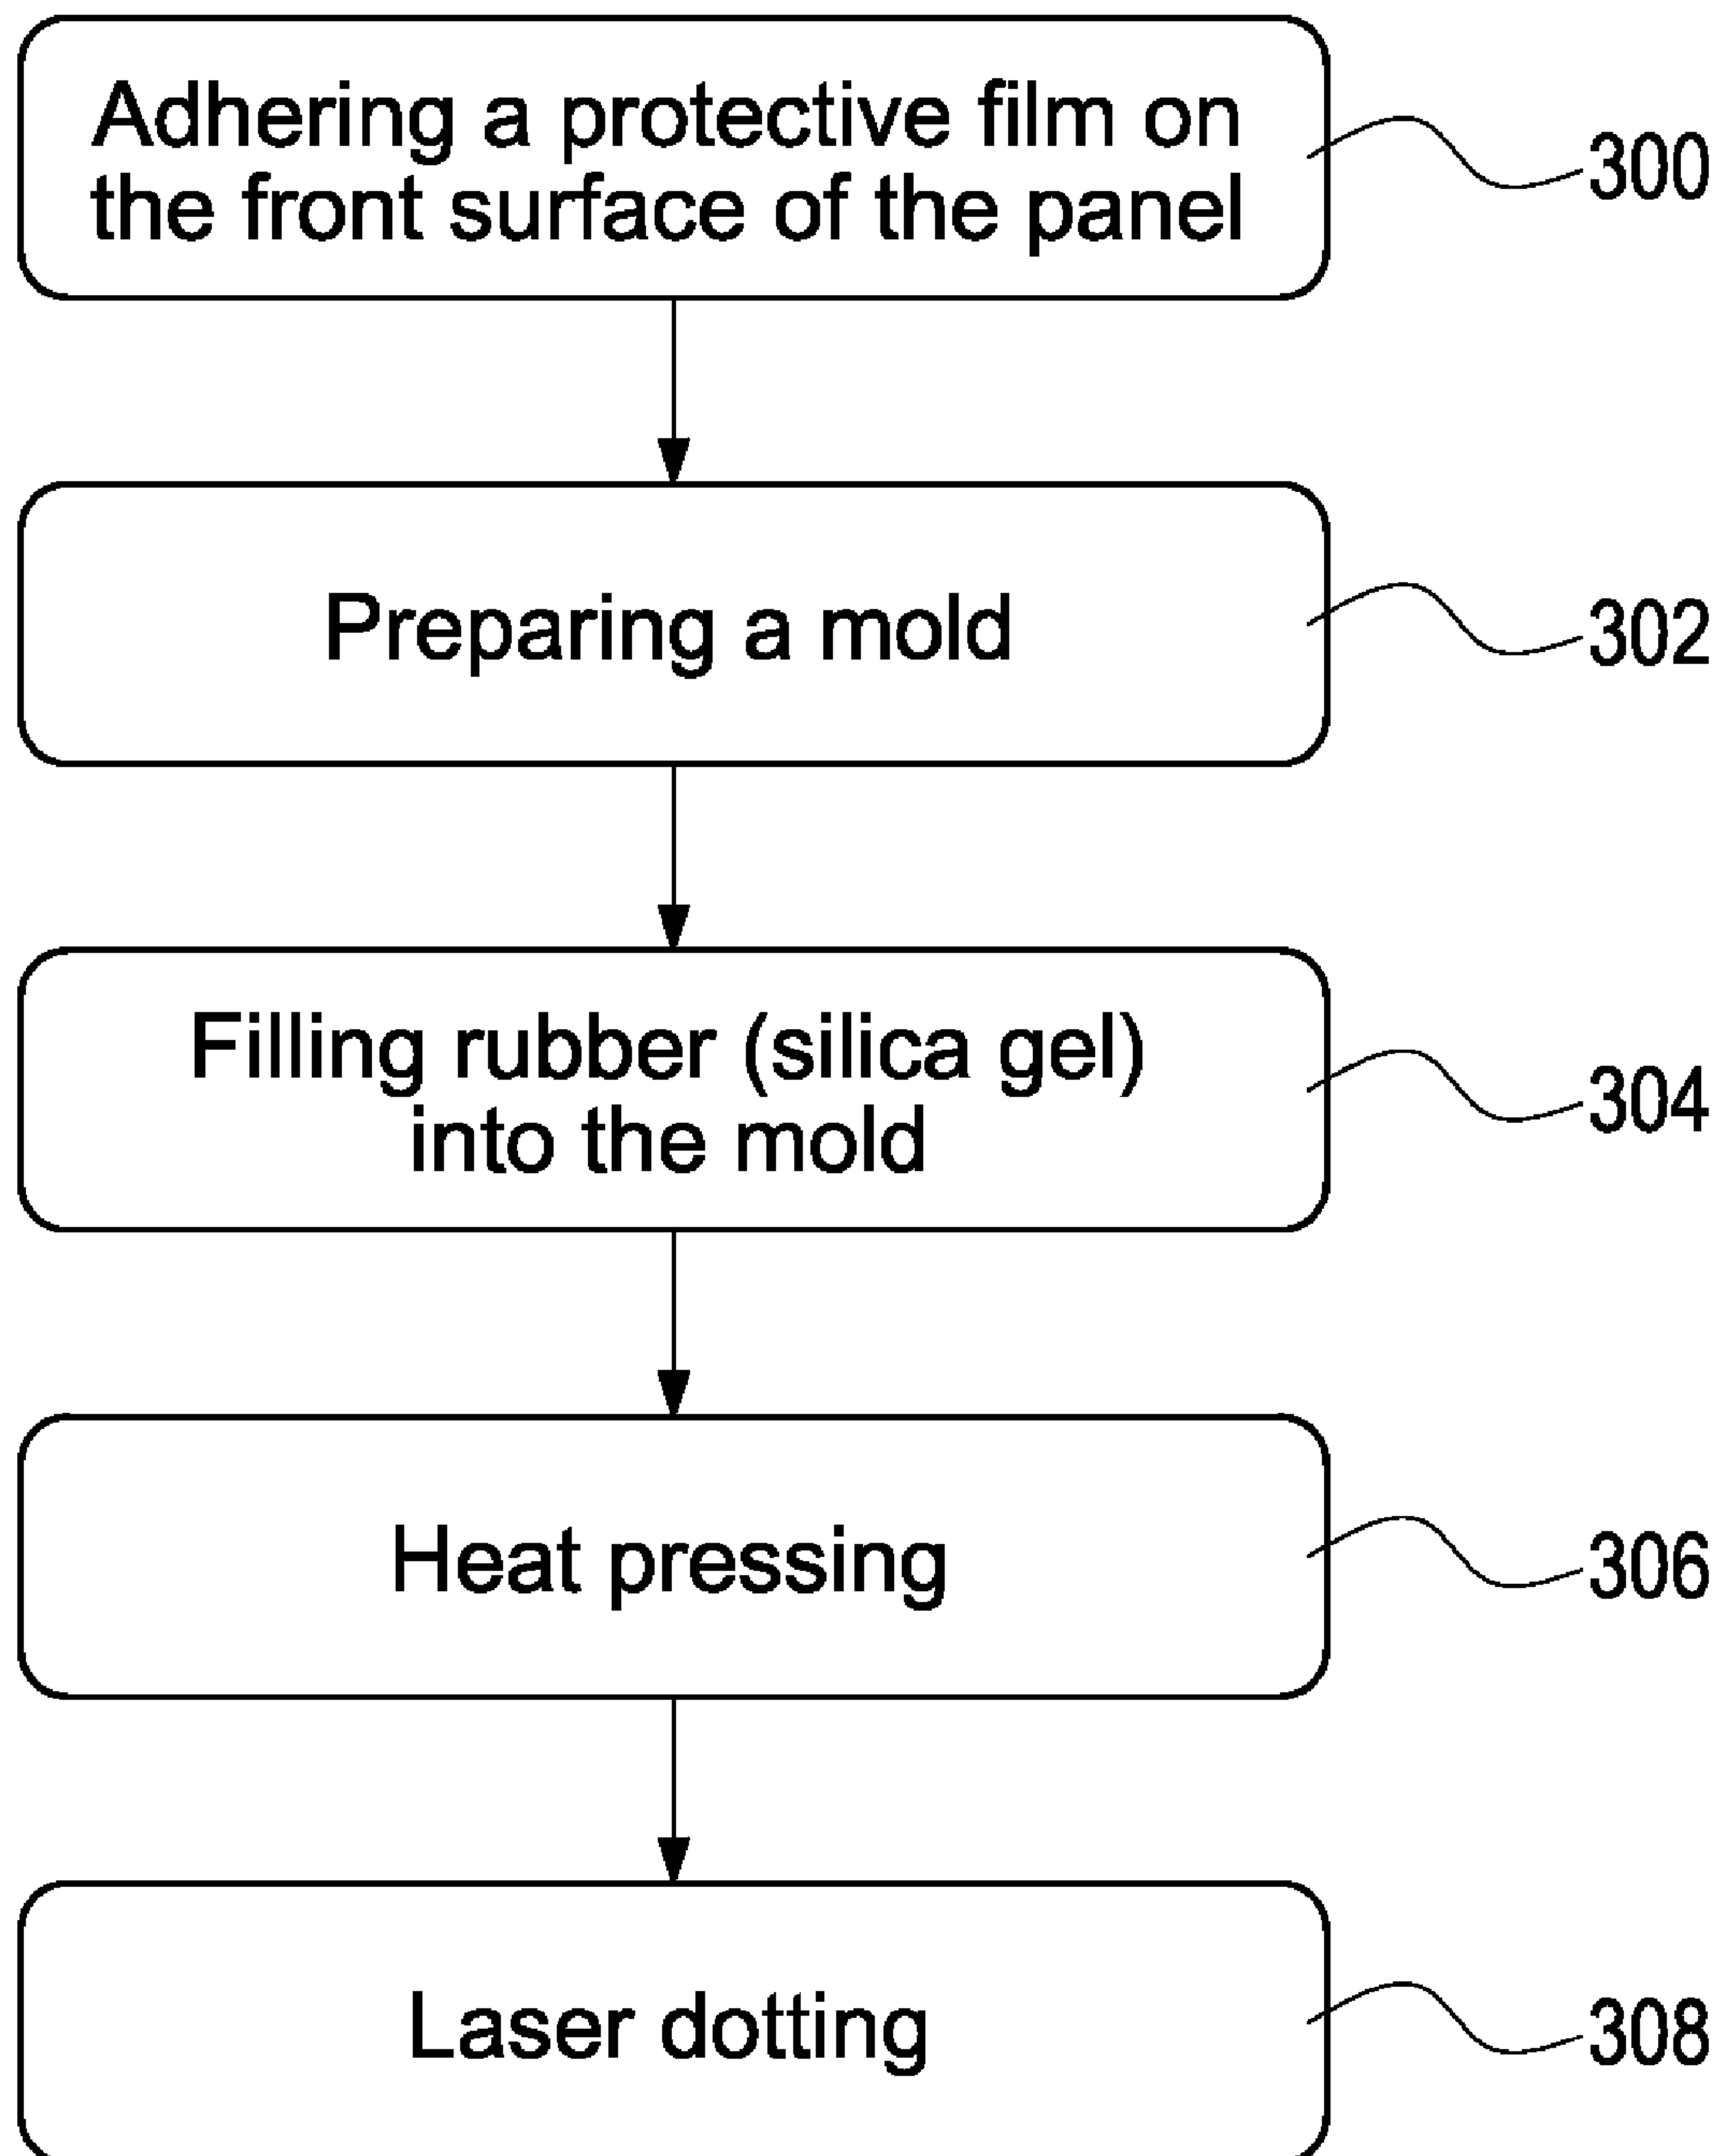 Adhering a protective film on
the front surface of the panel
300
Preparing a mold
302
Filling rubber (silica gel)
into the mold
304
Heat pressing
306
Laser dotting
308